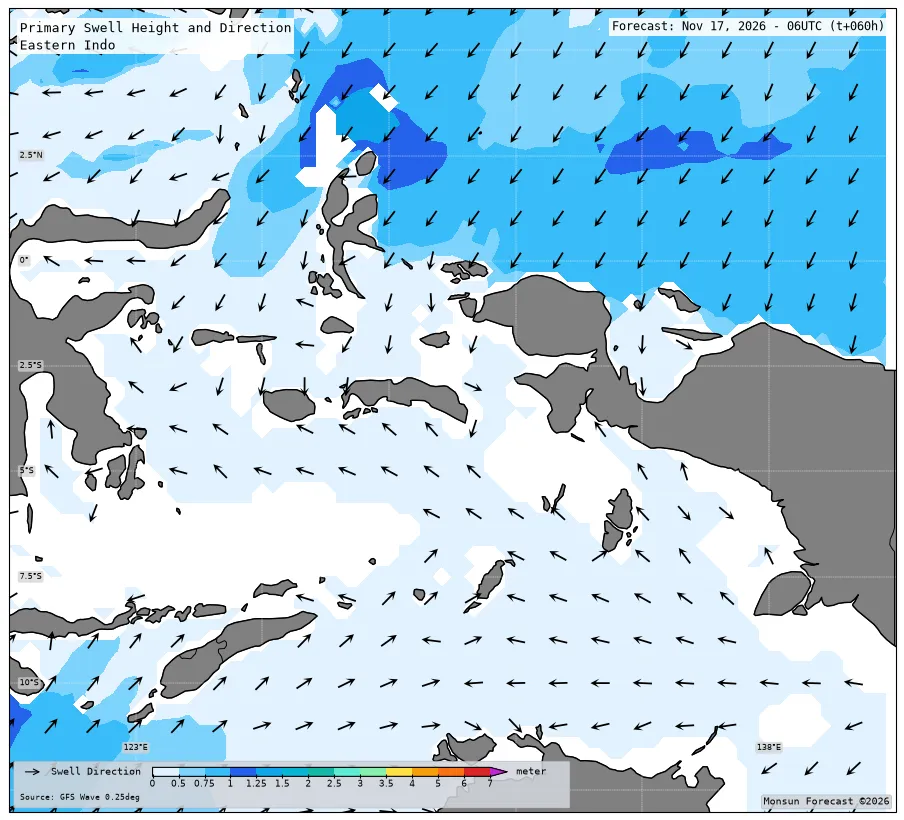 Primary Swell Height and Direction
Eastern Indo
Forecast: Nov 17, 2026 - 06UTC (t+060h)
2.5°N
0°
2.5°S
5°S
7.5°S
10°S
123°E
138°E
Swell Direction
0 0.5 0.75 1 1.25 1.5 2 2.5 3 3.5 4 5 6 7
meter
Source: GFS Wave 0.25deg
Monsun Forecast ©2026